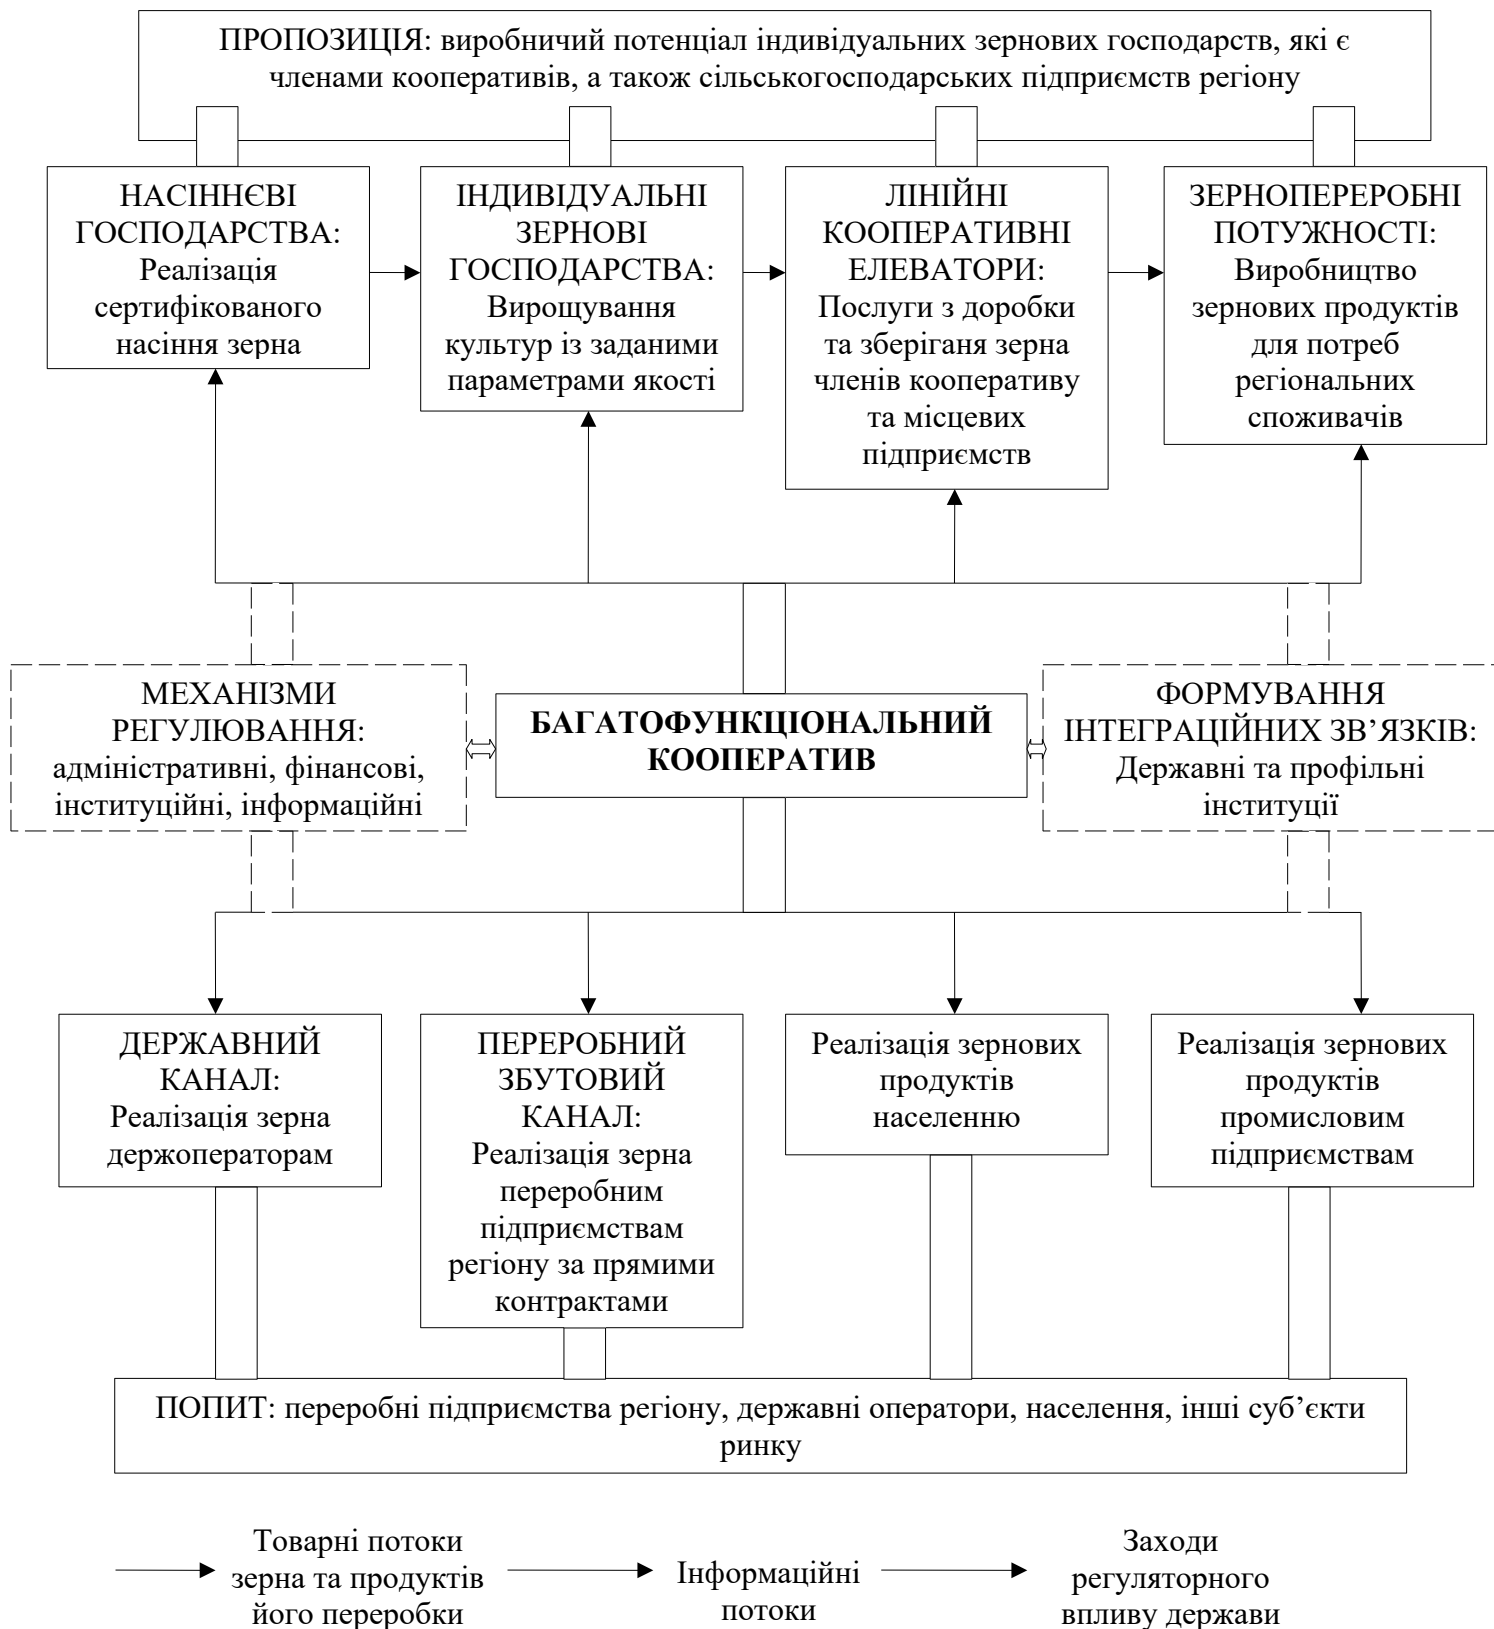 ПРОПОЗИЦІЯ: виробничий потенціал індивідуальних зернових господарств, які є
членами кооперативів, а також сільськогосподарських підприємств регіону
НАСІННЄВІ
ГОСПОДАРСТВА:
Реалізація
сертифікованого
насіння зерна
ІНДИВІДУАЛЬНІ
ЗЕРНОВІ
ГОСПОДАРСТВА:
Вирощування
культур із заданими
параметрами якості
ЛІНІЙНІ
КООПЕРАТИВНІ
ЕЛЕВАТОРИ:
Послуги з доробки
та зберіганя зерна
членів кооперативу
та місцевих
підприємств
ЗЕРНОПЕРЕРОБНІ
ПОТУЖНОСТІ:
Виробництво
зернових продуктів
для потреб
регіональних
споживачів
МЕХАНІЗМИ
РЕГУЛЮВАННЯ:
адміністративні, фінансові,
інституційні, інформаційні
БАГАТОФУНКЦІОНАЛЬНИЙ
КООПЕРАТИВ
ФОРМУВАННЯ
ІНТЕГРАЦІЙНИХ ЗВ’ЯЗКІВ:
Державні та профільні
інституції
ДЕРЖАВНИЙ
КАНАЛ:
Реалізація зерна
держоператорам
ПЕРЕРОБНИЙ
ЗБУТОВИЙ
КАНАЛ:
Реалізація зерна
переробним
підприємствам
регіону за прямими
контрактами
Реалізація зернових
продуктів
населенню
Реалізація зернових
продуктів
промисловим
підприємствам
ПОПИТ: переробні підприємства регіону, державні оператори, населення, інші суб’єкти
ринку
Товарні потоки
зерна та продуктів
його переробки
Інформаційні
потоки
Заходи
регуляторного
впливу держави